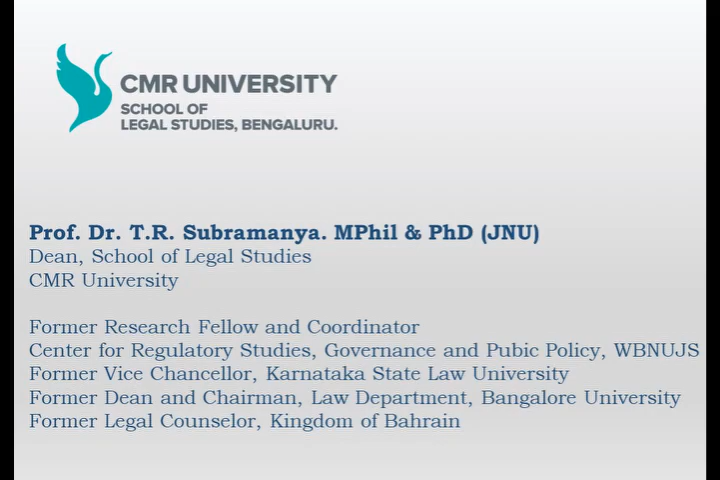 CMR UNIVERSITY
SCHOOL OF
LEGAL STUDIES, BENGALURU.
Prof. Dr. T.R. Subramanya. MPhil & PhD (JNU)
Dean, School of Legal Studies
CMR University
Former Research Fellow and Coordinator
Center for Regulatory Studies, Governance and Pubic Policy, WBNUJS
Former Vice Chancellor, Karnataka State Law University
Former Dean and Chairman, Law Department, Bangalore University
Former Legal Counselor, Kingdom of Bahrain